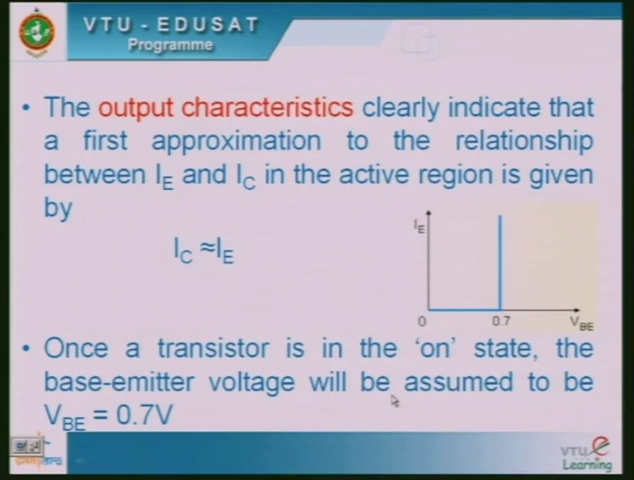 VTU - EDUSAT
Programme
• The output characteristics clearly indicate that
a first approximation to the relationship
between IE and IC in the active region is given
by
IC ≈IE
IE
0
0.7
VBE
• Once a transistor is in the 'on' state, the
base-emitter voltage will be assumed to be
VBE = 0.7V
VTU e
Learning